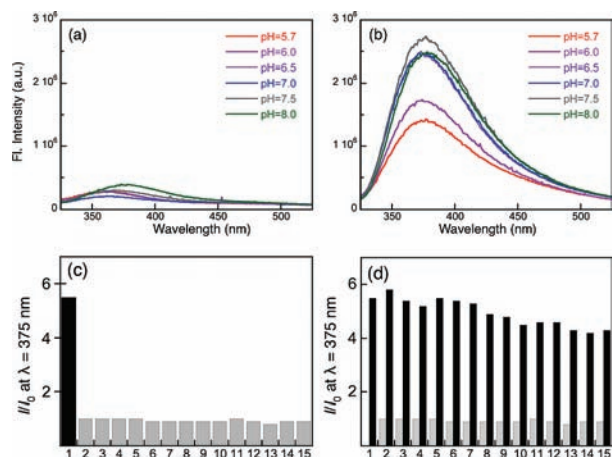 (a)
3 10⁶
2 10⁶
1 10⁶
0
Fl. Intensity (a.u.)
pH=5.7
pH=6.0
pH=6.5
pH=7.0
pH=7.5
pH=8.0
350 400 450 500
Wavelength (nm)
(b)
3 10⁶
2 10⁶
1 10⁶
0
pH=5.7
pH=6.0
pH=6.5
pH=7.0
pH=7.5
pH=8.0
350 400 450 500
Wavelength (nm)
(c)
6
4
2
I/I₀ at λ = 375 nm
1 2 3 4 5 6 7 8 9 10 11 12 13 14 15
(d)
6
4
2
I/I₀ at λ = 375 nm
1 2 3 4 5 6 7 8 9 10 11 12 13 14 15